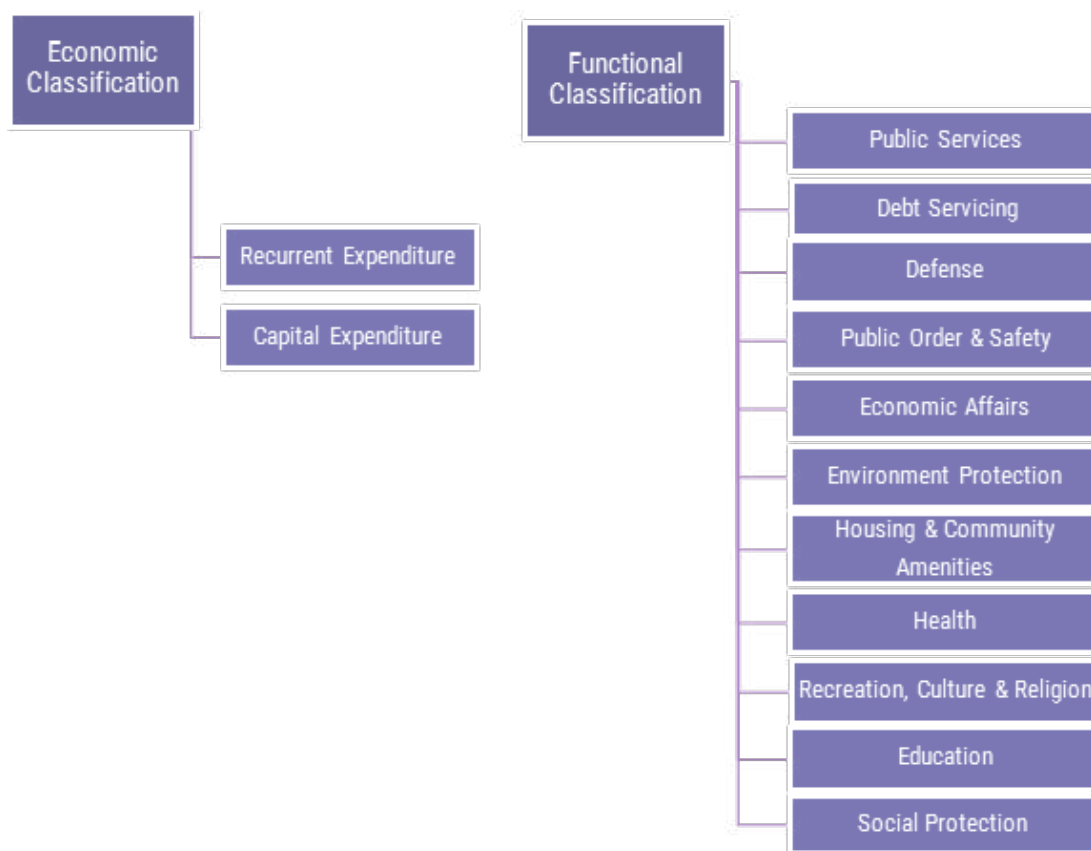 Economic
Classification
Recurrent Expenditure
Capital Expenditure
Functional
Classification
Public Services
Debt Servicing
Defense
Public Order & Safety
Economic Affairs
Environment Protection
Housing & Community
Amenities
Health
Recreation, Culture & Religion
Education
Social Protection